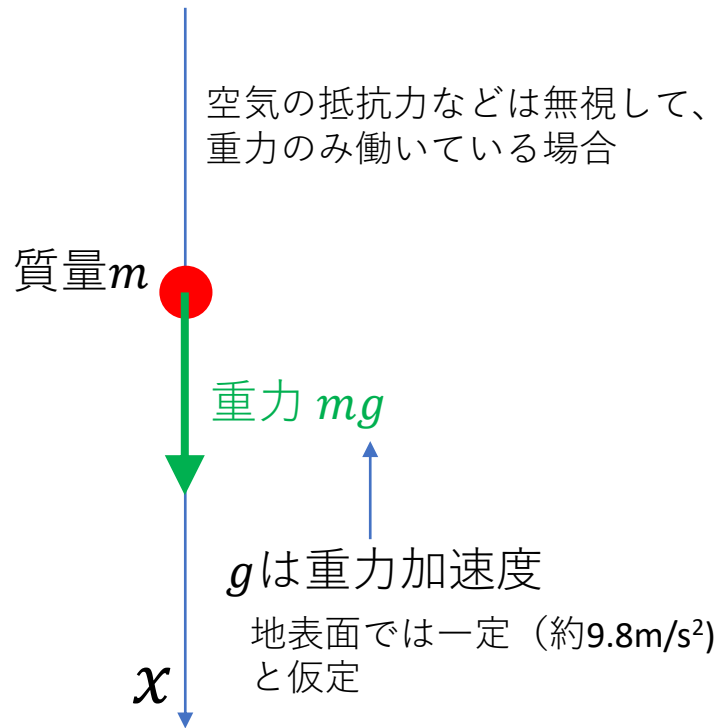 空気の抵抗力などは無視して、
重力のみ働いている場合
質量m
重力 mg
gは重力加速度
地表面では一定（約9.8m/s²)
と仮定
x